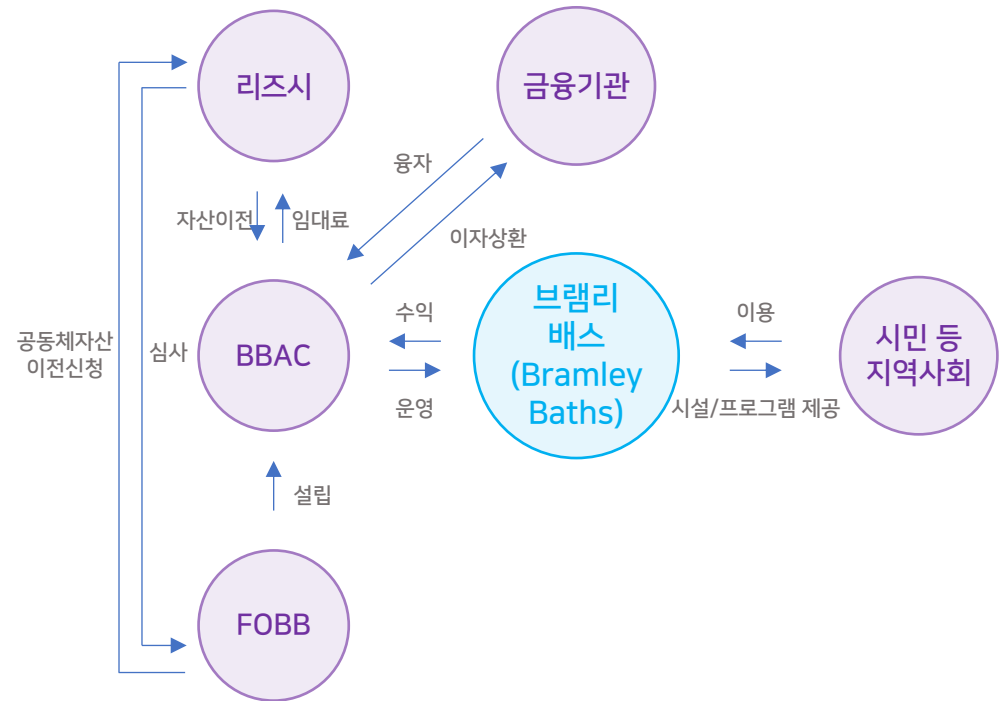 리즈시
금융기관
융자
자산이전
임대료
이자상환
공동체자산
이전신청
심사
BBAC
수익
운영
브램리
배스
(Bramley
Baths)
이용
시설/프로그램 제공
시민 등
지역사회
설립
FOBB